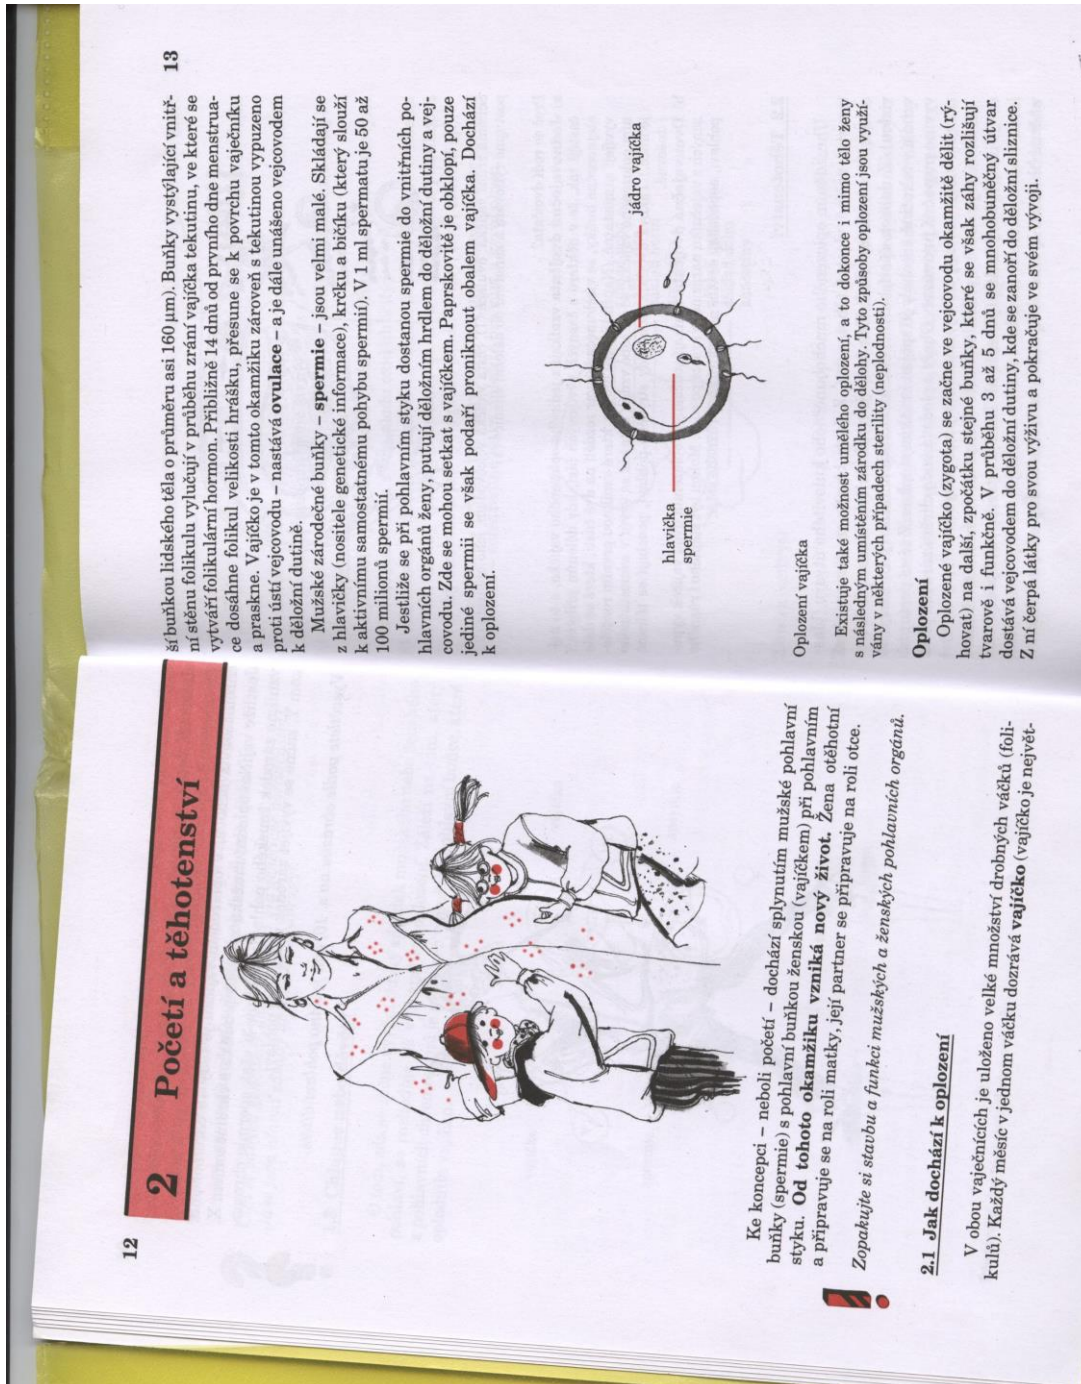 12
2 Početí a těhotenství
Ke koncepci – neboli početí – dochází splynutím mužské pohlavní
buňky (spermie) s pohlavní buňkou ženskou (vajíčkem) při pohlavním
styku. Od tohoto okamžiku vzniká nový život. Žena otěhotní
a připravuje se na roli matky, její partner se připravuje na roli otce.
Zopakujte si stavbu a funkci mužských a ženských pohlavních orgánů.
2.1 Jak dochází k oplození
V obou vaječnících je uloženo velké množství drobných váčků (foli-
kulů). Každý měsíc v jednom váčku dozrává vajíčko (vajíčko je největ-
13
ší buňkou lidského těla o průměru asi 160 µm). Buňky vystýlající vnitř-
ní stěnu folikulu vylučují v průběhu zrání vajíčka tekutinu, ve které se
vytváří folikulární hormon. Přibližně 14 dnů od prvního dne menstrua-
ce dosáhne folikul velikosti hrášku, přesune se k povrchu vaječníku
a praskne. Vajíčko je v tomto okamžiku zároveň s tekutinou vypuzeno
proti ústí vejcovodu – nastává ovulace – a je dále unášeno vejcovodem
k děložní dutině.
Mužské zárodečné buňky – spermie – jsou velmi malé. Skládají se
z hlavičky (nositele genetické informace), krčku a bičíku (který slouží
k aktivnímu samostatnému pohybu spermií). V 1 ml spermatu je 50 až
100 milionů spermií.
Jestliže se při pohlavním styku dostanou spermie do vnitřních po-
hlavních orgánů ženy, putují děložním hrdlem do děložní dutiny a vej-
covodu. Zde se mohou setkat s vajíčkem. Paprskovitě je obklopí, pouze
jediné spermii se však podaří proniknout obalem vajíčka. Dochází
k oplození.
jádro vajíčka
hlavička
spermie
Oplození vajíčka
Existuje také možnost umělého oplození, a to dokonce i mimo tělo ženy
s následným umístěním zárodku do dělohy. Tyto způsoby oplození jsou využí-
vány v některých případech sterility (neplodnosti).
Oplození
Oplozené vajíčko (zygota) se začne ve vejcovodu okamžitě dělit (rý-
hovat) na další, zpočátku stejné buňky, které se však záhy rozlišují
tvarově i funkčně. V průběhu 3 až 5 dnů se mnohobuněčný útvar
dostává vejcovodem do děložní dutiny, kde se zanoří do děložní sliznice.
Z ní čerpá látky pro svou výživu a pokračuje ve svém vývoji.